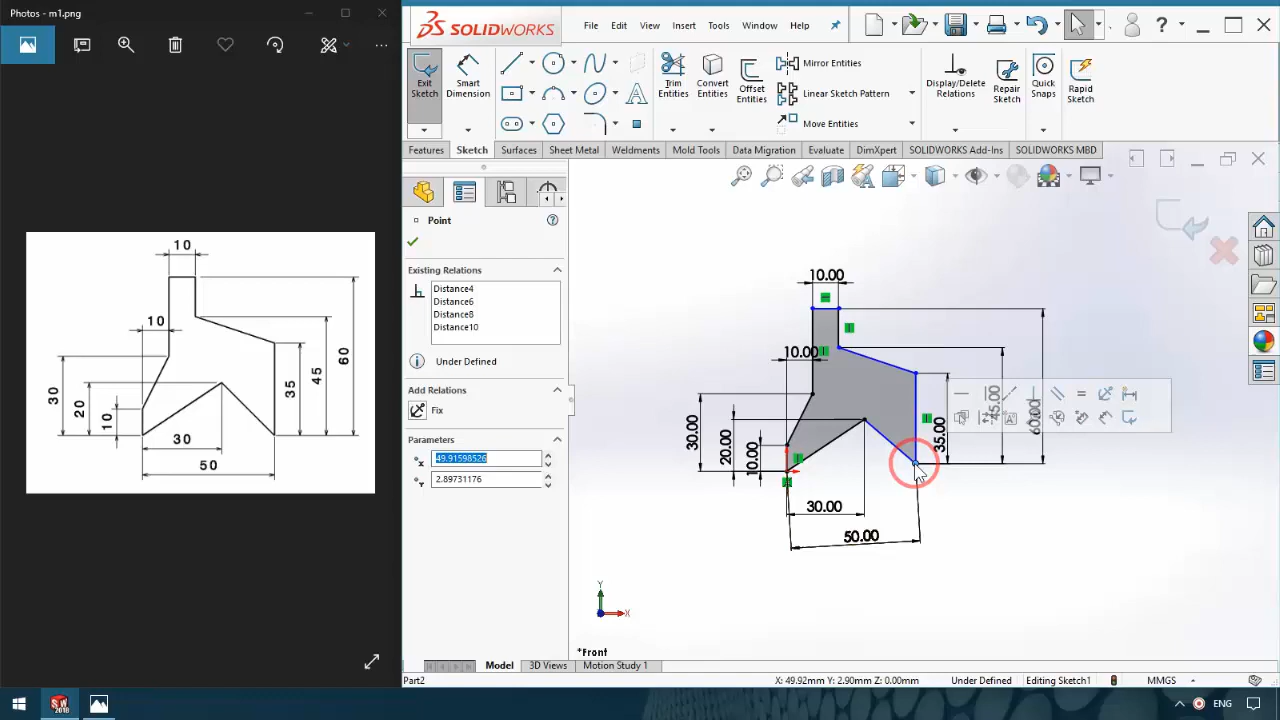 Photos - m1.png
SOLIDWORKS
File Edit View Insert Tools Window Help
Exit Sketch
Smart Dimension
Trim Entities
Convert Entities
Offset Entities
Mirror Entities
Linear Sketch Pattern
Move Entities
Display/Delete Relations
Repair Sketch
Quick Snaps
Rapid Sketch
Features Sketch Surfaces Sheet Metal Weldments Mold Tools Data Migration Evaluate DimXpert SOLIDWORKS Add-Ins SOLIDWORKS MBD
Point
Existing Relations
Distance4
Distance6
Distance8
Distance10
Under Defined
Add Relations
Fix
Parameters
49.91598526
2.89731176
10
10
30
20
10
30
50
35
45
60
10.00
10.00
30.00
20.00
10.00
30.00
50.00
35.00
45.00
60.00
Y
X
*Front
Model 3D Views Motion Study 1
Part2
X: 49.92mm Y: 2.90mm Z: 0.00mm Under Defined Editing Sketch1 MMGS
SW
2018
ENG